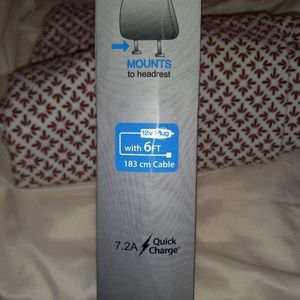 MOUNTS
to headrest
12v Plug
with 6FT
183 cm Cable
7.2A Quick
Charge